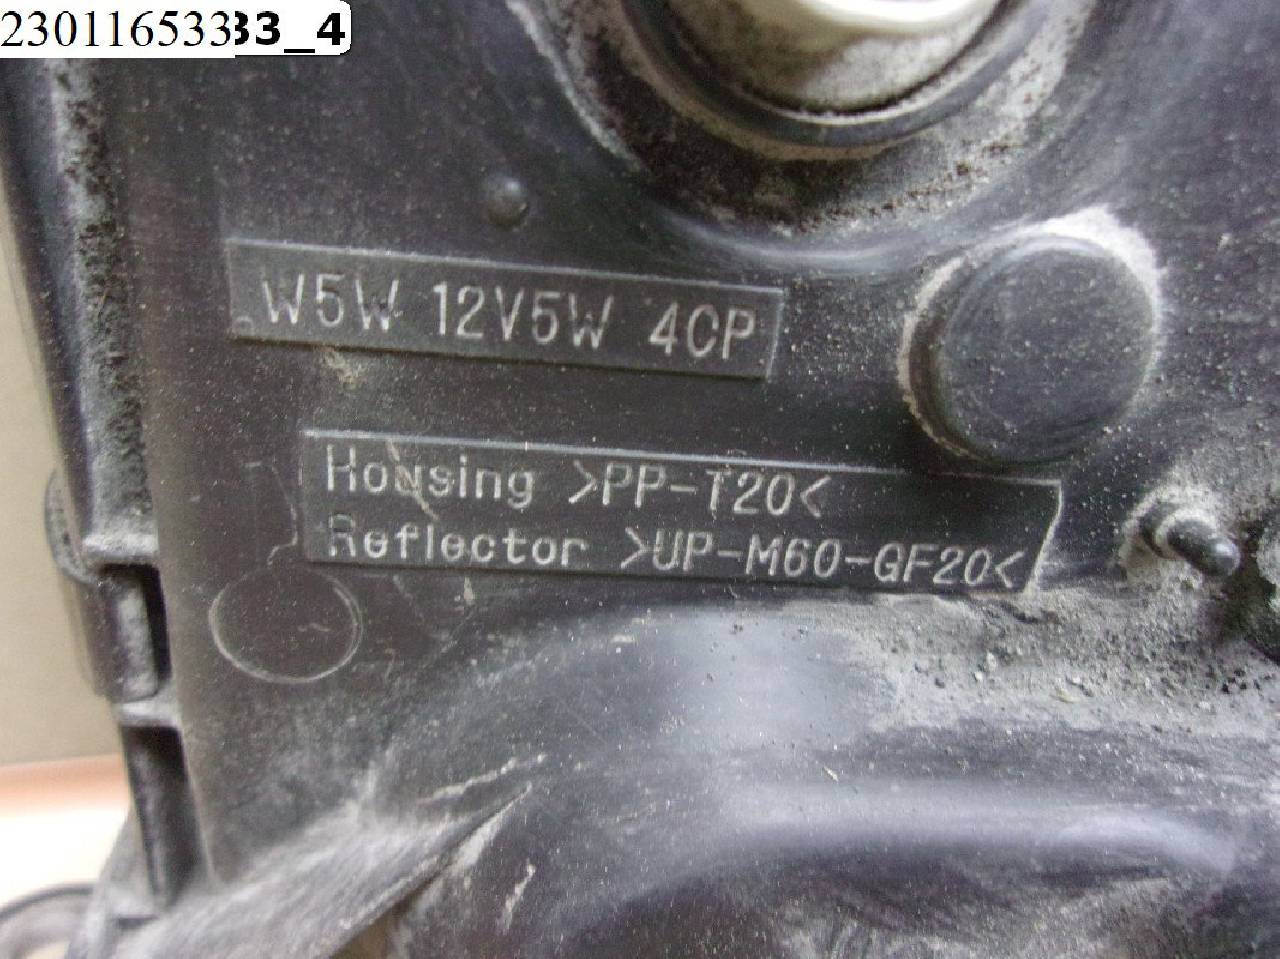 23011653333_4
W5W 12V5W 4CP
Housing >PP-T20<
Reflector >UP-M60-GF20<